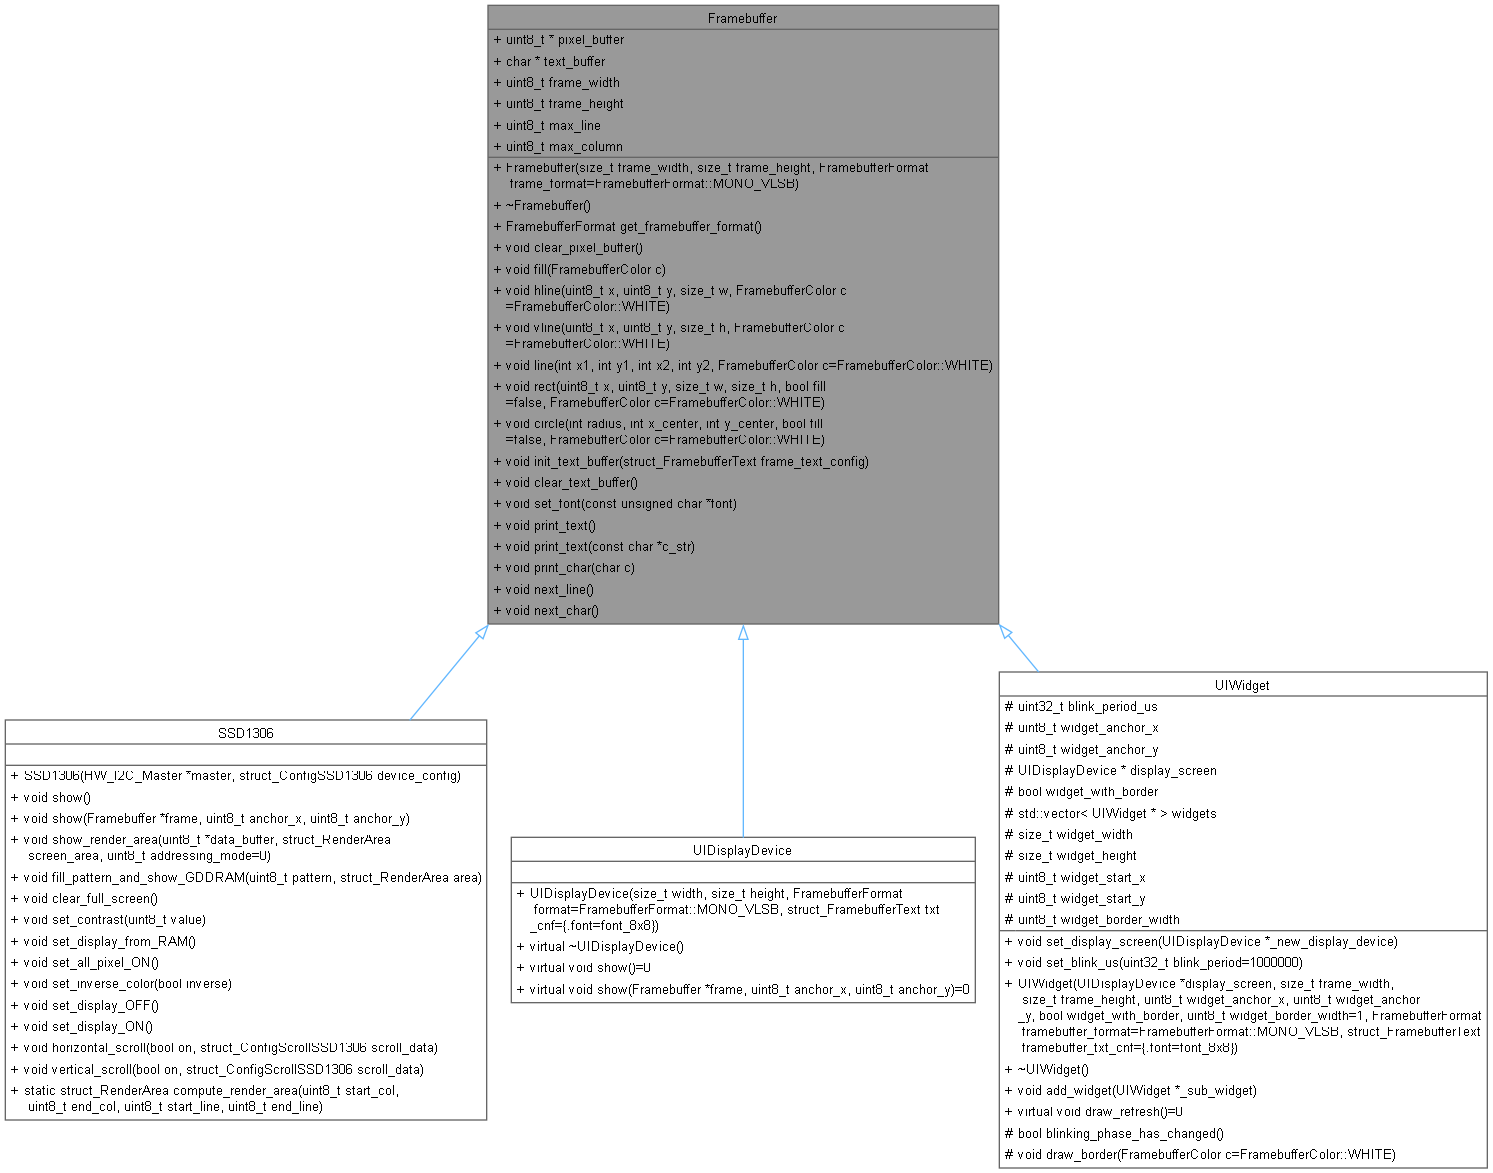 Framebuffer
+ uint8_t * pixel_buffer
+ char * text_buffer
+ uint8_t frame_width
+ uint8_t frame_height
+ uint8_t max_line
+ uint8_t max_column
+ Framebuffer(size_t frame_width, size_t frame_height, FramebufferFormat
frame_format=FramebufferFormat::MONO_VLSB)
+ ~Framebuffer()
+ FramebufferFormat get_framebuffer_format()
+ void clear_pixel_buffer()
+ void fill(FramebufferColor c)
+ void hline(uint8_t x, uint8_t y, size_t w, FramebufferColor c
=FramebufferColor::WHITE)
+ void vline(uint8_t x, uint8_t y, size_t h, FramebufferColor c
=FramebufferColor::WHITE)
+ void line(int x1, int y1, int x2, int y2, FramebufferColor c=FramebufferColor::WHITE)
+ void rect(uint8_t x, uint8_t y, size_t w, size_t h, bool fill
=false, FramebufferColor c=FramebufferColor::WHITE)
+ void circle(int radius, int x_center, int y_center, bool fill
=false, FramebufferColor c=FramebufferColor::WHITE)
+ void init_text_buffer(struct_FramebufferText frame_text_config)
+ void clear_text_buffer()
+ void set_font(const unsigned char *font)
+ void print_text()
+ void print_text(const char *c_str)
+ void print_char(char c)
+ void next_line()
+ void next_char()
SSD1306
+ SSD1306(HW_I2C_Master *master, struct_ConfigSSD1306 device_config)
+ void show()
+ void show(Framebuffer *frame, uint8_t anchor_x, uint8_t anchor_y)
+ void show_render_area(uint8_t *data_buffer, struct_RenderArea
screen_area, uint8_t addressing_mode=0)
+ void fill_pattern_and_show_GDDRAM(uint8_t pattern, struct_RenderArea area)
+ void clear_full_screen()
+ void set_contrast(uint8_t value)
+ void set_display_from_RAM()
+ void set_all_pixel_ON()
+ void set_inverse_color(bool inverse)
+ void set_display_OFF()
+ void set_display_ON()
+ void horizontal_scroll(bool on, struct_ConfigScrollSSD1306 scroll_data)
+ void vertical_scroll(bool on, struct_ConfigScrollSSD1306 scroll_data)
+ static struct_RenderArea compute_render_area(uint8_t start_col,
uint8_t end_col, uint8_t start_line, uint8_t end_line)
UIDisplayDevice
+ UIDisplayDevice(size_t width, size_t height, FramebufferFormat
format=FramebufferFormat::MONO_VLSB, struct_FramebufferText txt
_cnf={.font=font_8x8})
+ virtual ~UIDisplayDevice()
+ virtual void show()=0
+ virtual void show(Framebuffer *frame, uint8_t anchor_x, uint8_t anchor_y)=0
UIWidget
# uint32_t blink_period_us
# uint8_t widget_anchor_x
# uint8_t widget_anchor_y
# UIDisplayDevice * display_screen
# bool widget_with_border
# std::vector< UIWidget * > widgets
# size_t widget_width
# size_t widget_height
# uint8_t widget_start_x
# uint8_t widget_start_y
# uint8_t widget_border_width
+ void set_display_screen(UIDisplayDevice *_new_display_device)
+ void set_blink_us(uint32_t blink_period=1000000)
+ UIWidget(UIDisplayDevice *display_screen, size_t frame_width,
size_t frame_height, uint8_t widget_anchor_x, uint8_t widget_anchor
_y, bool widget_with_border, uint8_t widget_border_width=1, FramebufferFormat
framebuffer_format=FramebufferFormat::MONO_VLSB, struct_FramebufferText
framebuffer_txt_cnf={.font=font_8x8})
+ ~UIWidget()
+ void add_widget(UIWidget *_sub_widget)
+ virtual void draw_refresh()=0
# bool blinking_phase_has_changed()
# void draw_border(FramebufferColor c=FramebufferColor::WHITE)